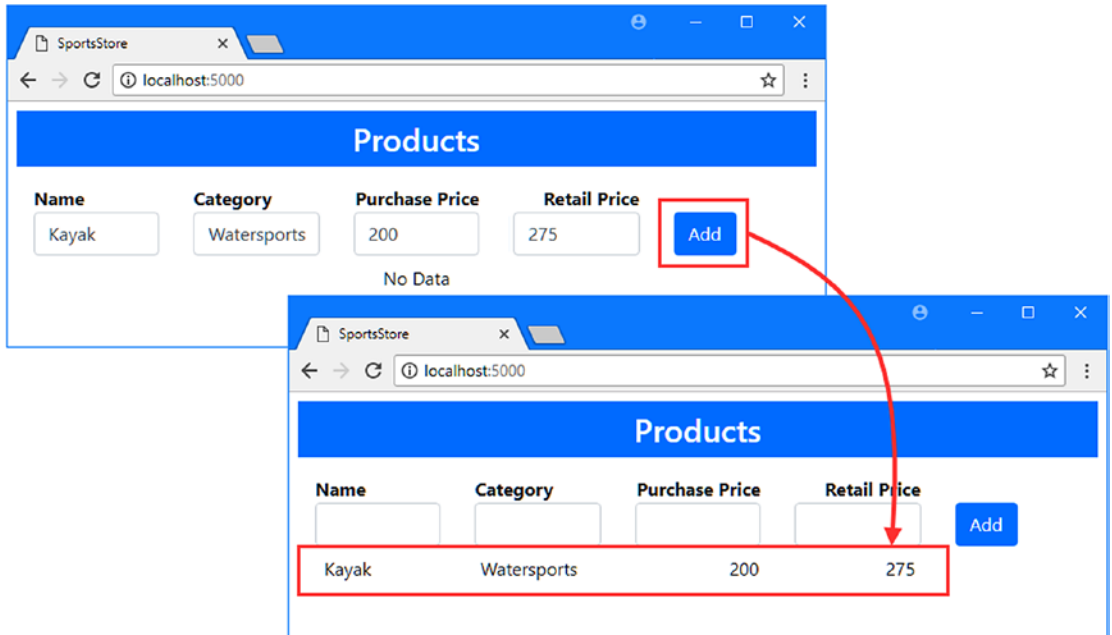 SportsStore
localhost:5000
Products
Name Category Purchase Price Retail Price
Kayak Watersports 200 275 Add
No Data
SportsStore
localhost:5000
Products
Name Category Purchase Price Retail Price
Add
Kayak Watersports 200 275